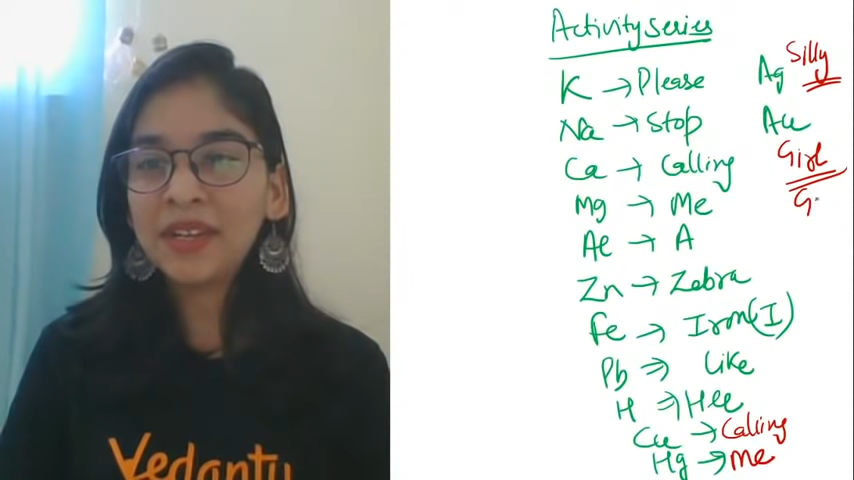 Activity series
K → Please
Na → Stop
Ca → Calling
Mg → Me
Al → A
Zn → Zebra
Fe → Iron (I)
Pb ⇒ Like
H ⇒ Her
Cu → Calling
Hg → Me
Ag Silly
Au
Girl
G
Vedantu